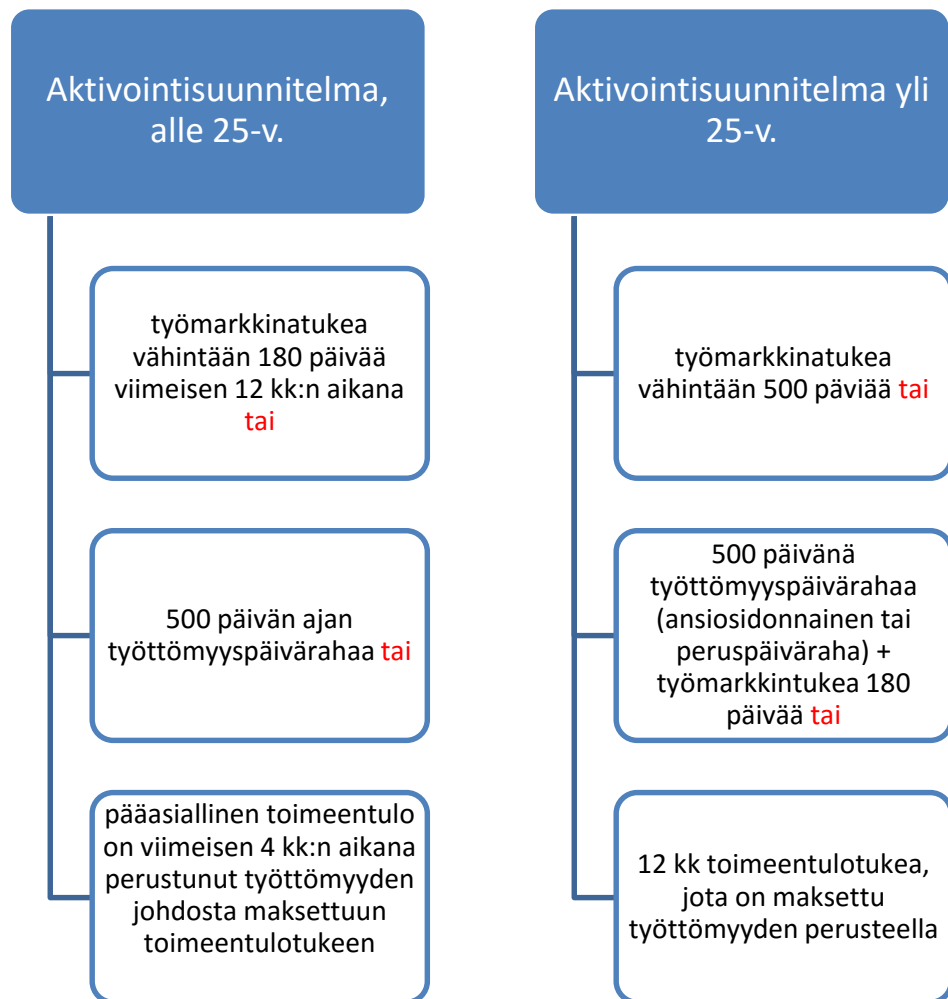 Aktivointisuunnitelma,
alle 25-v.
työmarkkinatukea
vähintään 180 päivää
viimeisen 12 kk:n aikana
tai
500 päivän ajan
työttömyyspäivärahaa tai
pääasiallinen toimeentulo
on viimeisen 4 kk:n aikana
perustunut työttömyyden
johdosta maksettuun
toimeentulotukeen
Aktivointisuunnitelma yli
25-v.
työmarkkinatukea
vähintään 500 päviää tai
500 päivänä
työttömyyspäivärahaa
(ansiosidonnainen tai
peruspäiväraha) +
työmarkkintukea 180
päivää tai
12 kk toimeentulotukea,
jota on maksettu
työttömyyden perusteella